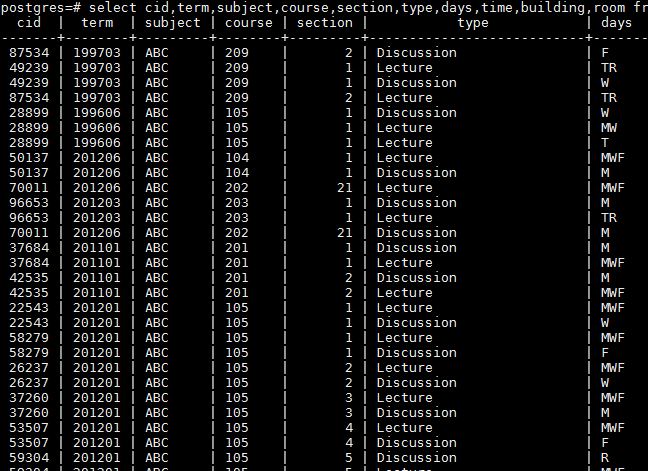 postgres=# select cid,term,subject,course,section,type,days,time,building,room fr
cid | term | subject | course | section | type | days
-------+--------+---------+--------+---------+----------------------------+-------
87534 | 199703 | ABC | 209 | 2 | Discussion | F
49239 | 199703 | ABC | 209 | 1 | Lecture | TR
49239 | 199703 | ABC | 209 | 1 | Discussion | W
87534 | 199703 | ABC | 209 | 2 | Lecture | TR
28899 | 199606 | ABC | 105 | 1 | Discussion | W
28899 | 199606 | ABC | 105 | 1 | Lecture | MW
28899 | 199606 | ABC | 105 | 1 | Lecture | T
50137 | 201206 | ABC | 104 | 1 | Lecture | MWF
50137 | 201206 | ABC | 104 | 1 | Discussion | M
70011 | 201206 | ABC | 202 | 21 | Lecture | MWF
96653 | 201203 | ABC | 203 | 1 | Discussion | M
96653 | 201203 | ABC | 203 | 1 | Lecture | TR
70011 | 201206 | ABC | 202 | 21 | Discussion | M
37684 | 201101 | ABC | 201 | 1 | Discussion | M
37684 | 201101 | ABC | 201 | 1 | Lecture | MWF
42535 | 201101 | ABC | 201 | 2 | Discussion | M
42535 | 201101 | ABC | 201 | 2 | Lecture | MWF
22543 | 201201 | ABC | 105 | 1 | Lecture | MWF
22543 | 201201 | ABC | 105 | 1 | Discussion | W
58279 | 201201 | ABC | 105 | 1 | Lecture | MWF
58279 | 201201 | ABC | 105 | 1 | Discussion | F
26237 | 201201 | ABC | 105 | 2 | Lecture | MWF
26237 | 201201 | ABC | 105 | 2 | Discussion | W
37260 | 201201 | ABC | 105 | 3 | Lecture | MWF
37260 | 201201 | ABC | 105 | 3 | Discussion | M
53507 | 201201 | ABC | 105 | 4 | Lecture | MWF
53507 | 201201 | ABC | 105 | 4 | Discussion | F
59304 | 201201 | ABC | 105 | 5 | Discussion | R
59304 | 201201 | ABC | 105 | 5 | Lecture | MWF